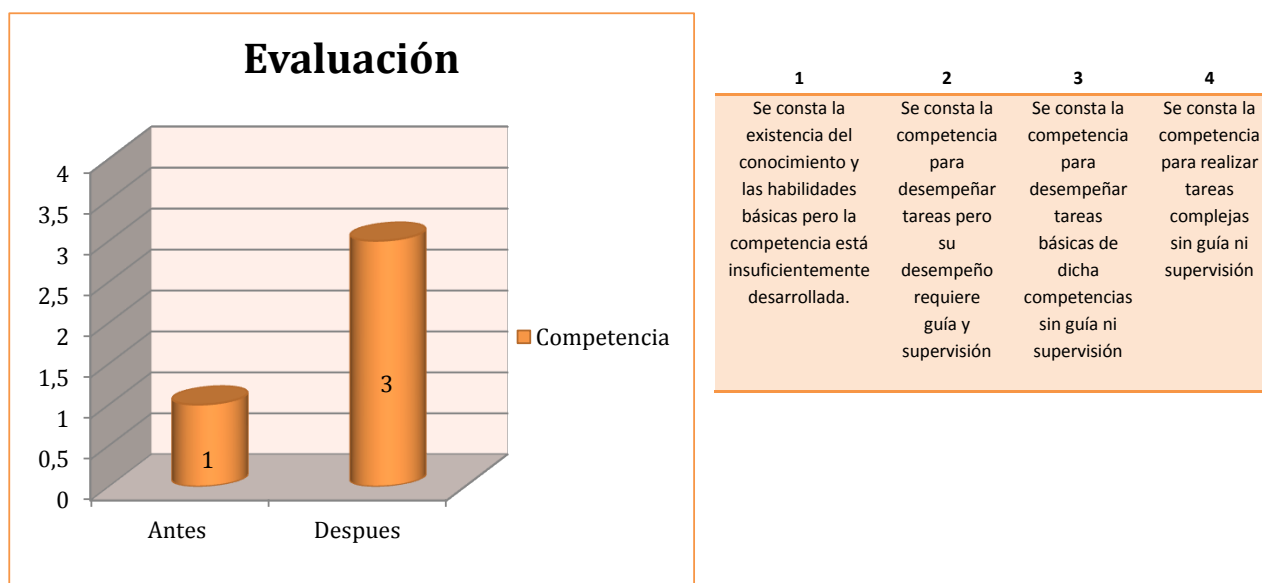 Evaluación
4
3,5
3
2,5
2
1,5
1
0,5
0
1
3
Antes
Despues
Competencia
1
Se consta la
existencia del
conocimiento y
las habilidades
básicas pero la
competencia está
insuficientemente
desarrollada.
2
Se consta la
competencia
para
desempeñar
tareas pero
su
desempeño
requiere
guía y
supervisión
3
Se consta la
competencia
para
desempeñar
tareas
básicas de
dicha
competencias
sin guía ni
supervisión
4
Se consta la
competencia
para realizar
tareas
complejas
sin guía ni
supervisión